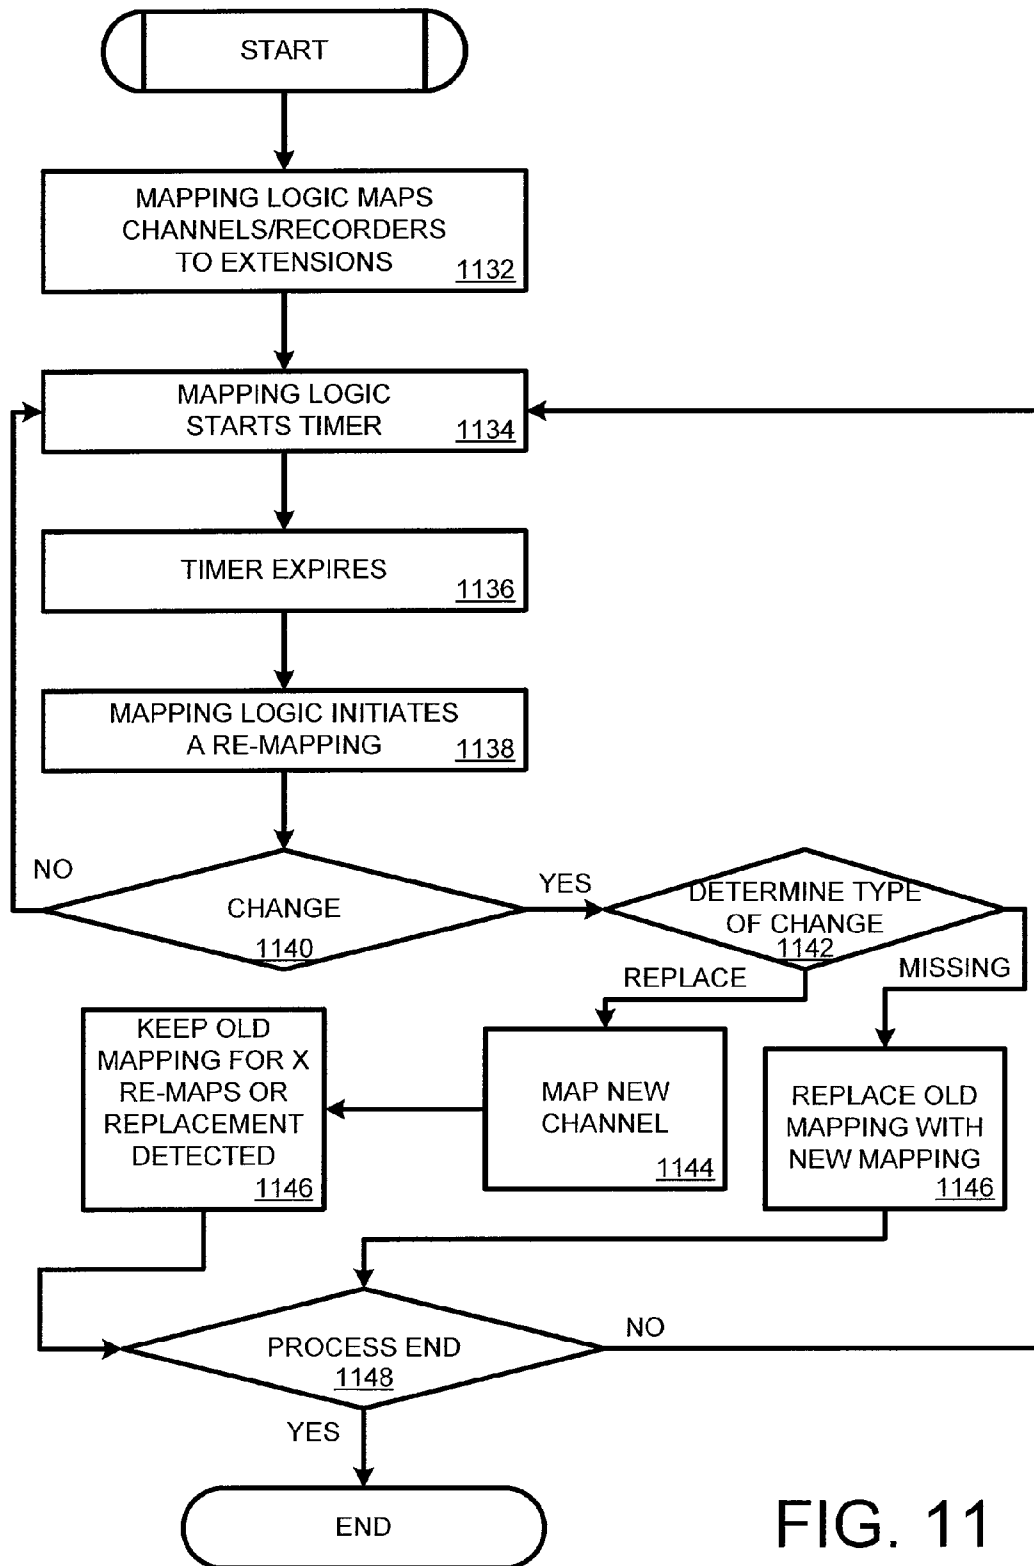 START
MAPPING LOGIC MAPS
CHANNELS/RECORDERS
TO EXTENSIONS
1132
MAPPING LOGIC
STARTS TIMER
1134
TIMER EXPIRES
1136
MAPPING LOGIC INITIATES
A RE-MAPPING
1138
NO
CHANGE
1140
YES
DETERMINE TYPE
OF CHANGE
1142
REPLACE
MISSING
KEEP OLD
MAPPING FOR X
RE-MAPS OR
REPLACEMENT
DETECTED
1146
MAP NEW
CHANNEL
1144
REPLACE OLD
MAPPING WITH
NEW MAPPING
1146
PROCESS END
1148
NO
YES
END
FIG. 11